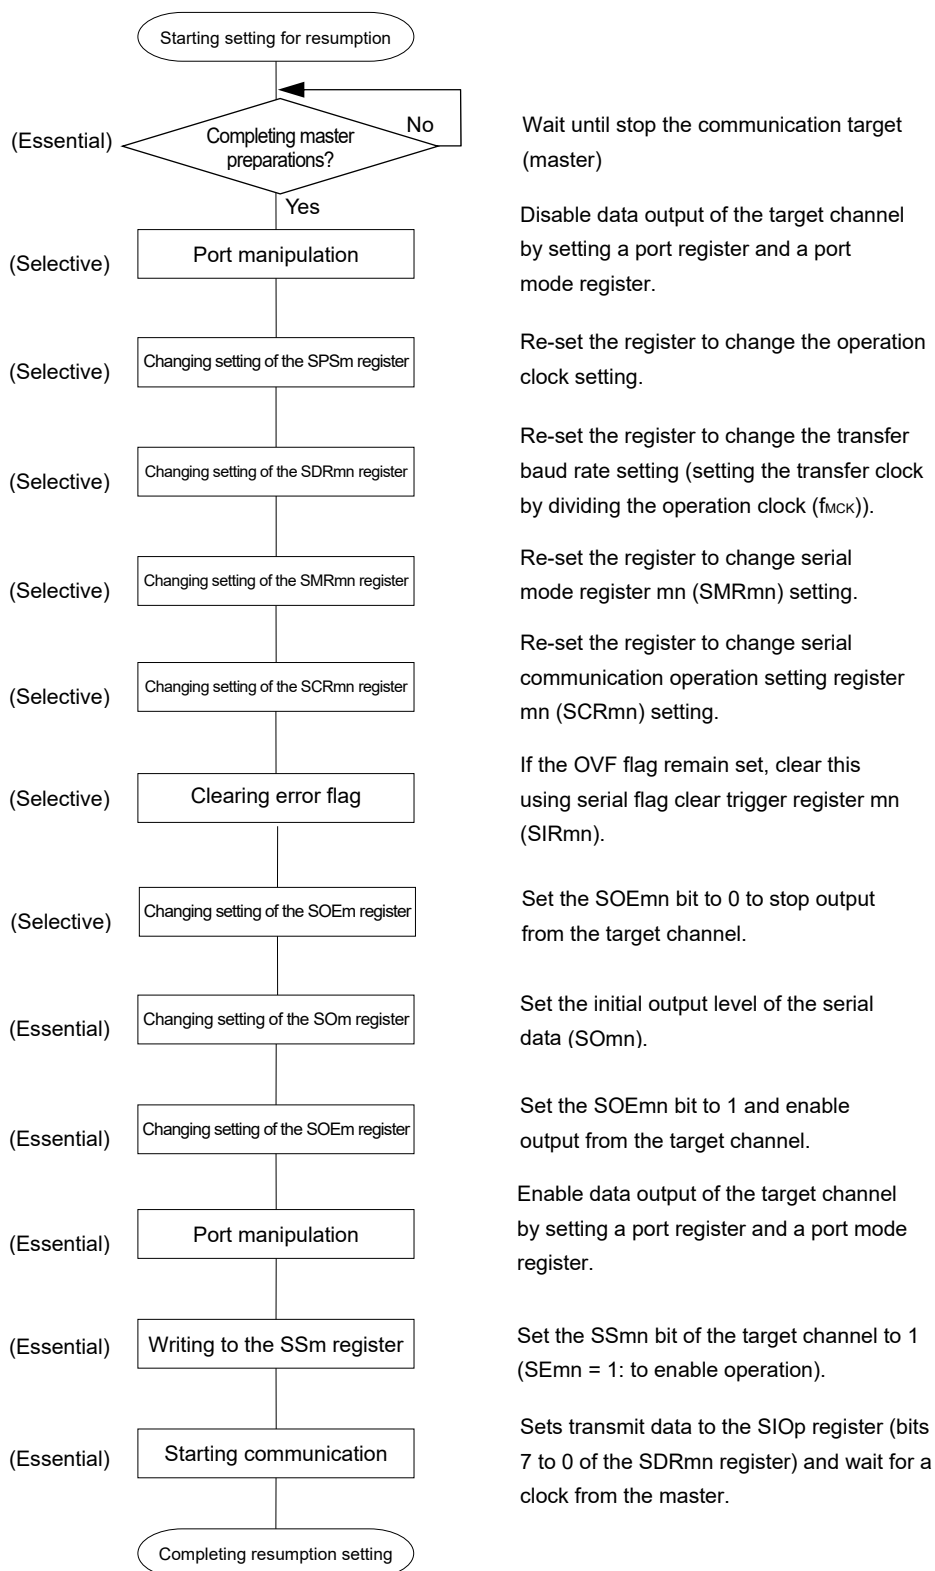 Starting setting for resumption
(Essential)
Completing master
preparations?
No
Wait until stop the communication target
(master)
Yes
(Selective)
Port manipulation
Disable data output of the target channel
by setting a port register and a port
mode register.
(Selective)
Changing setting of the SPSm register
Re-set the register to change the operation
clock setting.
(Selective)
Changing setting of the SDRmn register
Re-set the register to change the transfer
baud rate setting (setting the transfer clock
by dividing the operation clock (fMCK)).
(Selective)
Changing setting of the SMRmn register
Re-set the register to change serial
mode register mn (SMRmn) setting.
(Selective)
Changing setting of the SCRmn register
Re-set the register to change serial
communication operation setting register
mn (SCRmn) setting.
(Selective)
Clearing error flag
If the OVF flag remain set, clear this
using serial flag clear trigger register mn
(SIRmn).
(Selective)
Changing setting of the SOEm register
Set the SOEmn bit to 0 to stop output
from the target channel.
(Essential)
Changing setting of the SOm register
Set the initial output level of the serial
data (SOmn).
(Essential)
Changing setting of the SOEm register
Set the SOEmn bit to 1 and enable
output from the target channel.
(Essential)
Port manipulation
Enable data output of the target channel
by setting a port register and a port mode
register.
(Essential)
Writing to the SSm register
Set the SSmn bit of the target channel to 1
(SEmn = 1: to enable operation).
(Essential)
Starting communication
Sets transmit data to the SIOp register (bits
7 to 0 of the SDRmn register) and wait for a
clock from the master.
Completing resumption setting